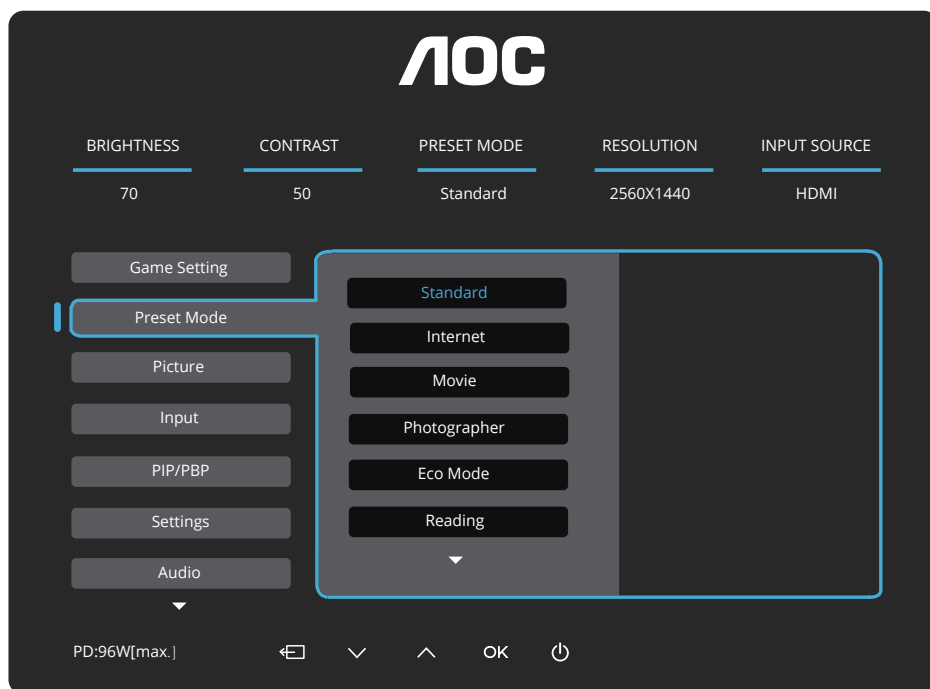 AOC
BRIGHTNESS CONTRAST PRESET MODE RESOLUTION INPUT SOURCE
70 50 Standard 2560X1440 HDMI
Game Setting
Preset Mode
Picture
Input
PIP/PBP
Settings
Audio
Standard
Internet
Movie
Photographer
Eco Mode
Reading
PD:96W[max.] OK